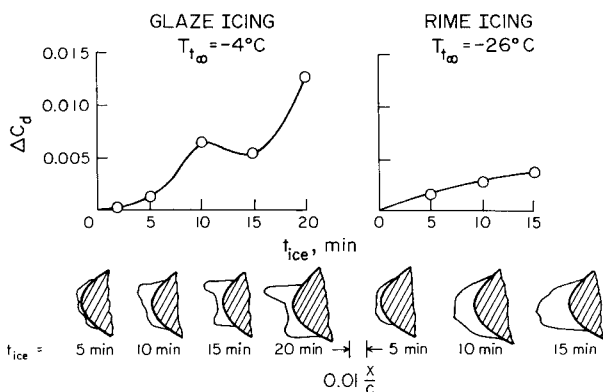 GLAZE ICING
T_t∞ = -4°C
RIME ICING
T_t∞ = -26°C
0.015
0.010
0.005
ΔC_d
0 5 10 15 20
0 5 10 15
t_ice, min
t_ice = 5 min 10 min 15 min 20 min 5 min 10 min 15 min
0.01 x/c